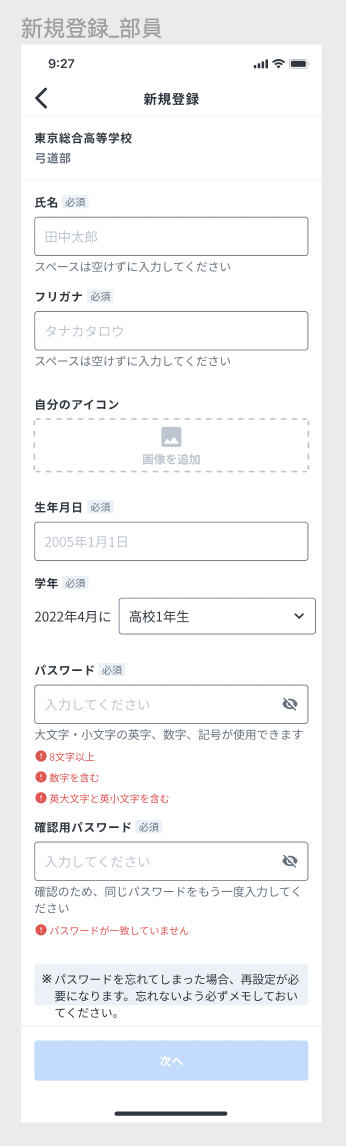 新規登録_部員
9:27
新規登録
東京総合高等学校
弓道部
氏名 必須
田中太郎
スペースは空けずに入力してください
フリガナ 必須
タナカタロウ
スペースは空けずに入力してください
自分のアイコン
画像を追加
生年月日 必須
2005年1月1日
学年 必須
2022年4月に 高校1年生
パスワード 必須
入力してください
大文字・小文字の英字、数字、記号が使用できます
8文字以上
数字を含む
英大文字と英小文字を含む
確認用パスワード 必須
入力してください
確認のため、同じパスワードをもう一度入力してく
ださい
パスワードが一致していません
※ パスワードを忘れてしまった場合、再設定が必
要になります。忘れないよう必ずメモしておい
てください。
次へ